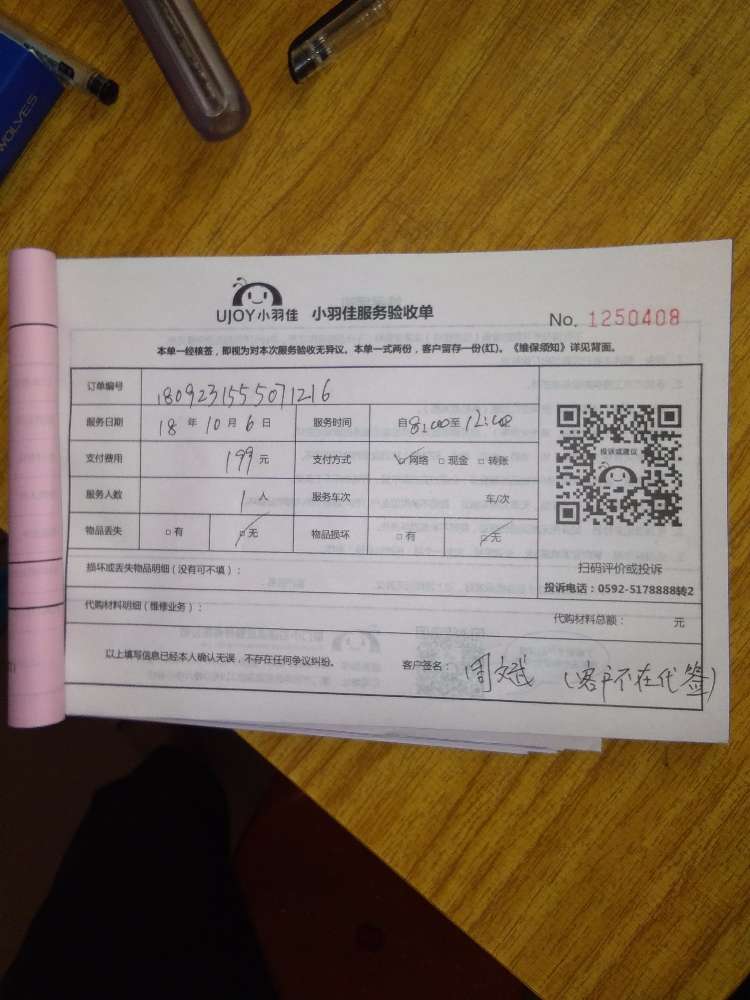 WOLVES
UJOY小羽佳 小羽佳服务验收单
No. 1250408
本单一经核签，即视为对本次服务验收无异议。本单一式两份，客户留存一份(红)。《维保须知》详见背面。
订单编号 1809231555071216
服务日期 18 年 10 月 6 日 服务时间 自8:00至12:00
支付费用 199 元 支付方式 ☑网络 □现金 □转账
服务人数 1 人 服务车次 车/次
物品丢失 □有 ☑无 物品损坏 □有 ☑无
投诉或建议
扫码评价或投诉
投诉电话：0592-5178888转2
损坏或丢失物品明细（没有可不填）：
代购材料明细（维修业务）： 代购材料总额： 元
以上填写信息已经本人确认无误，不存在任何争议纠纷。 客户签名： 周文斌 （客户不在代签）